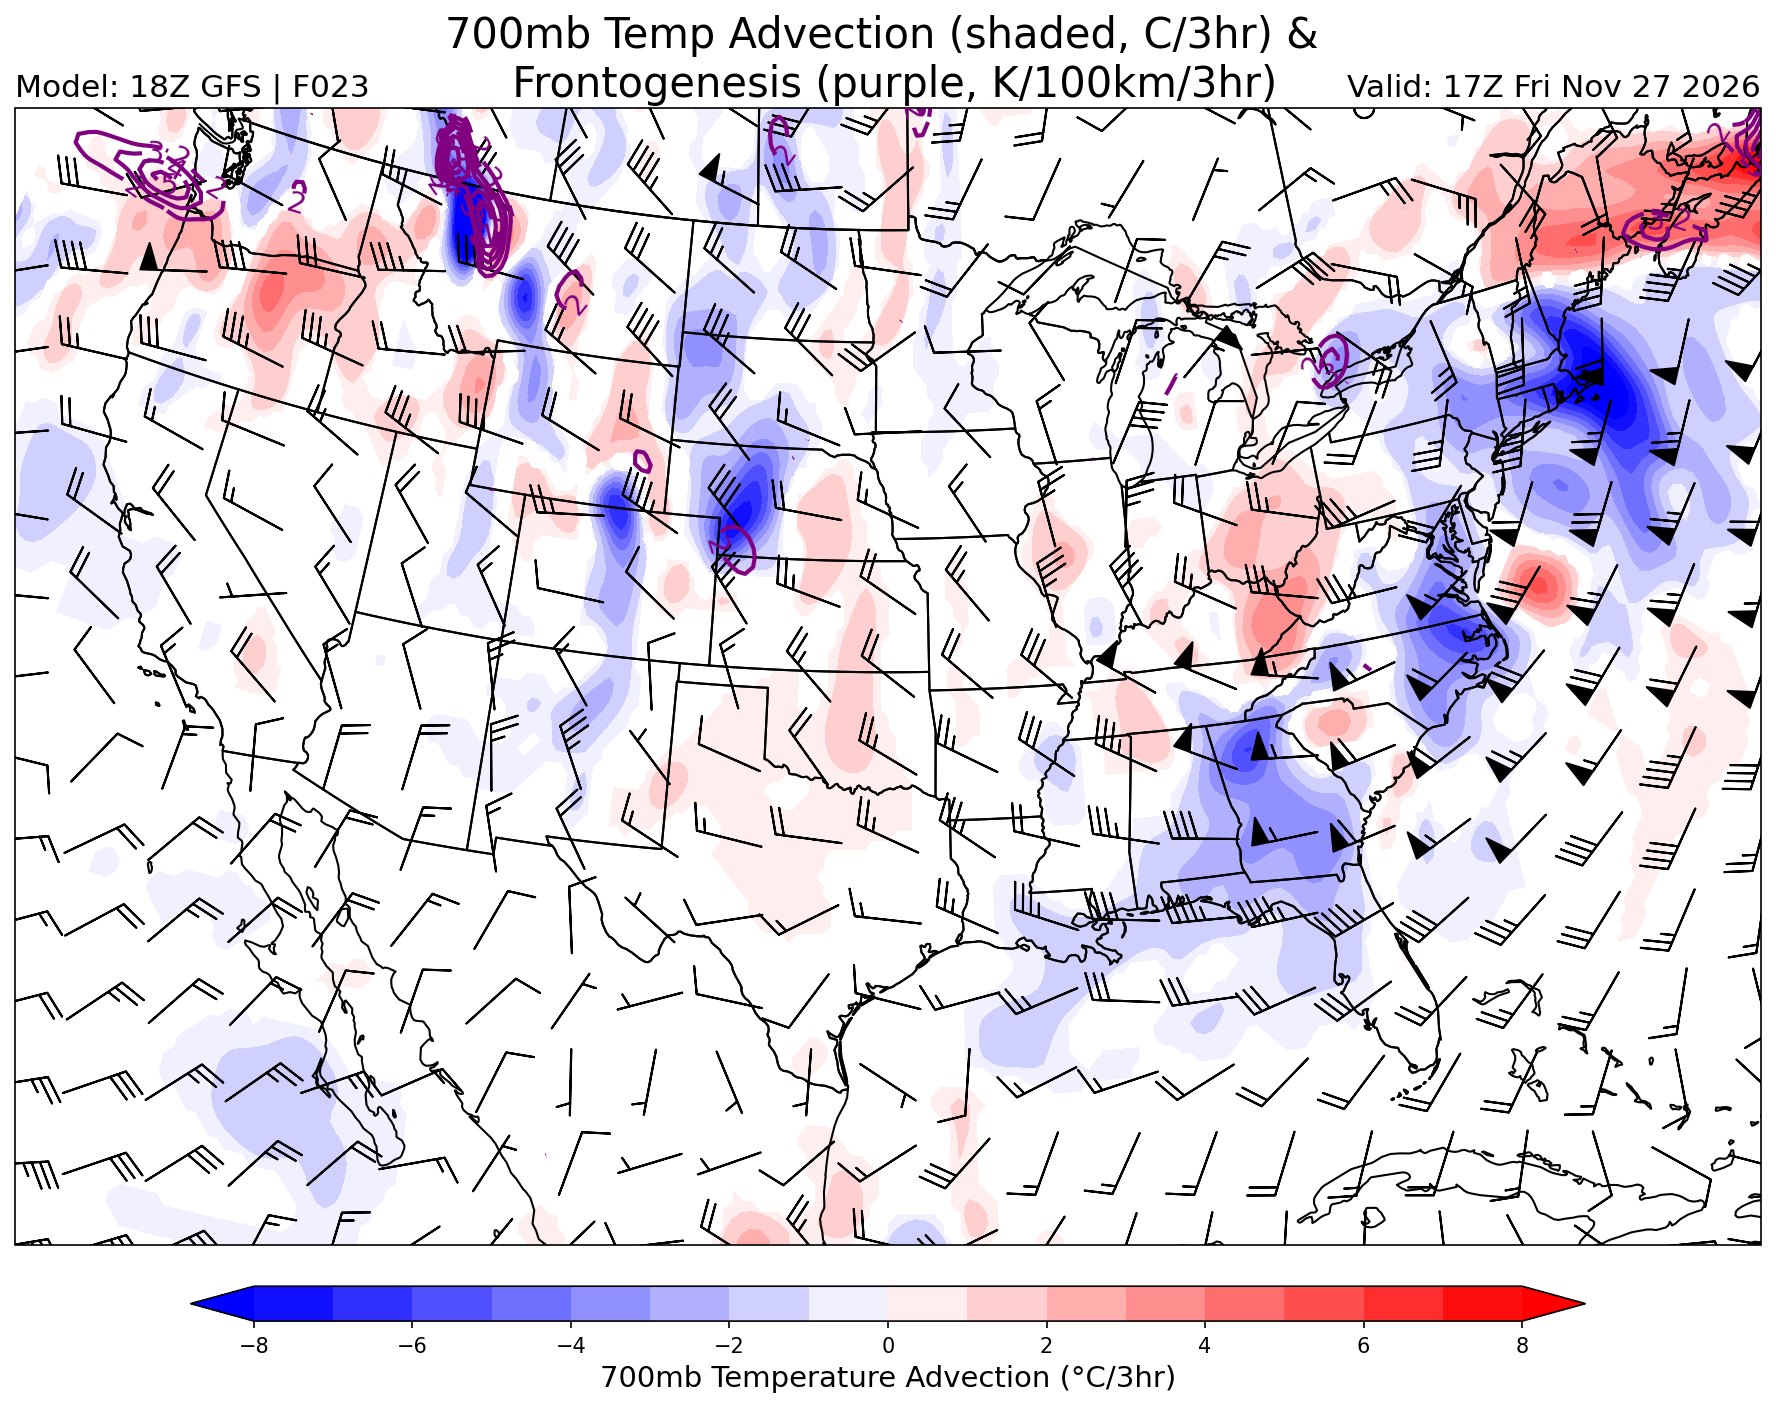 700mb Temp Advection (shaded, C/3hr) &
Model: 18Z GFS | F023 Frontogenesis (purple, K/100km/3hr) Valid: 17Z Fri Nov 27 2026
−8 −6 −4 −2 0 2 4 6 8
700mb Temperature Advection (°C/3hr)